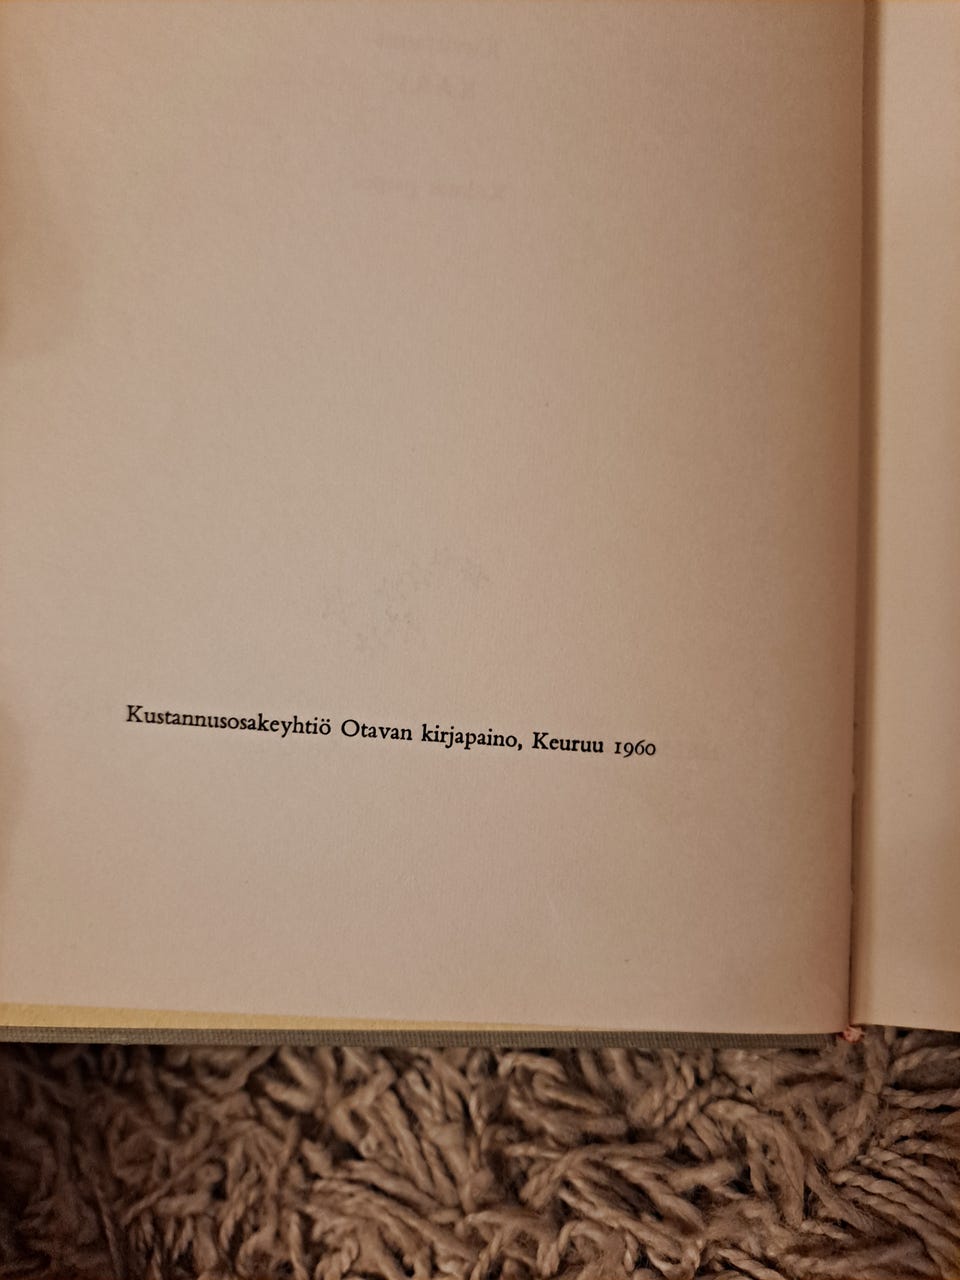 Kustannusosakeyhtiö Otavan kirjapaino, Keuruu 1960